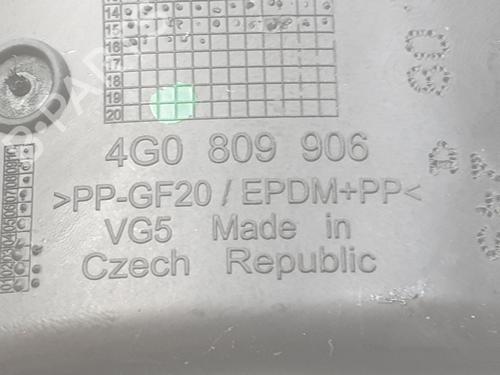 14
15
16
17
18
19
20
4G0 809 906
>PP-GF20 / EPDM+PP<
VG5 Made in
Czech Republic